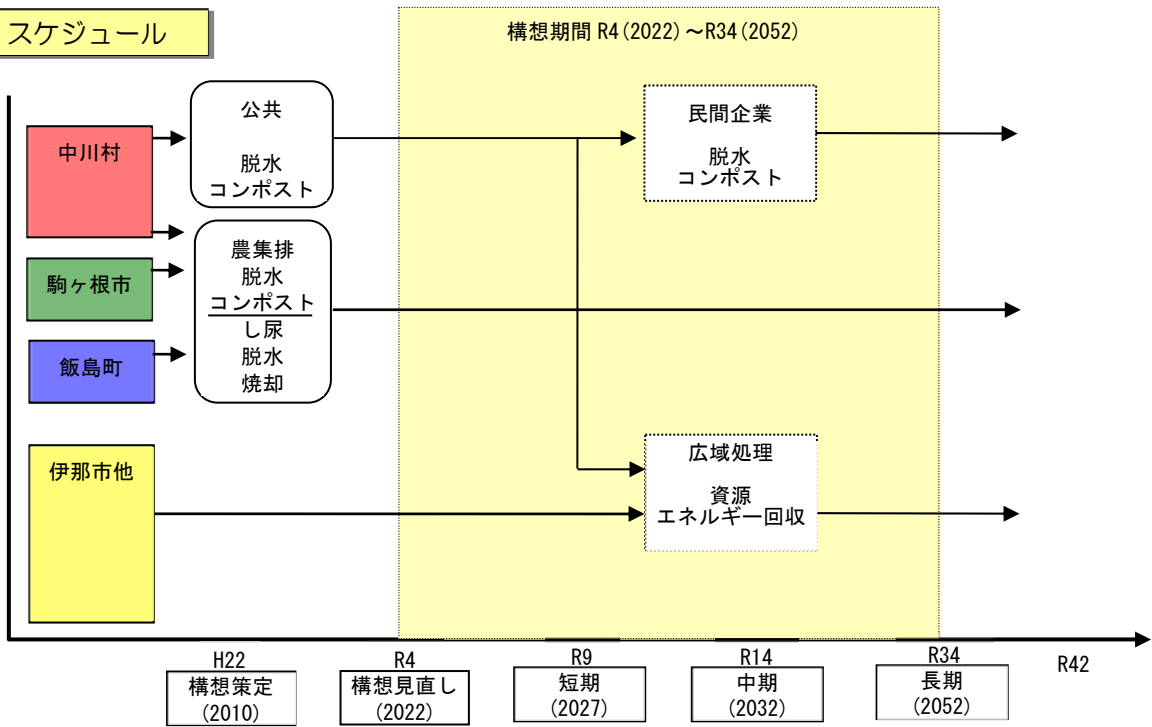 スケジュール
構想期間 R4(2022)～R34(2052)
中川村
公共
脱水
コンポスト
民間企業
脱水
コンポスト
駒ヶ根市
飯島町
農集排
脱水
コンポスト
し尿
脱水
焼却
伊那市他
広域処理
資源
エネルギー回収
H22
構想策定
(2010)
R4
構想見直し
(2022)
R9
短期
(2027)
R14
中期
(2032)
R34
長期
(2052)
R42